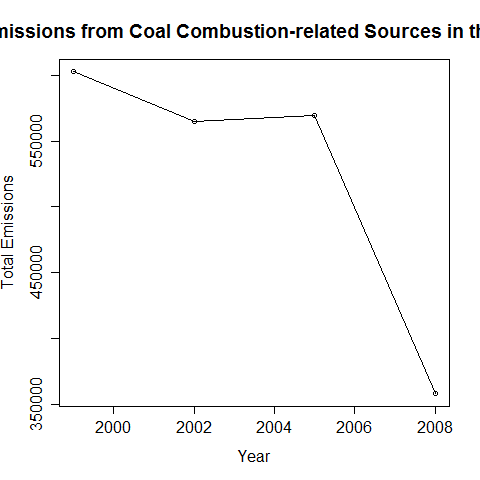 missions from Coal Combustion-related Sources in th
Total Emissions
550000
450000
350000
2000 2002 2004 2006 2008
Year